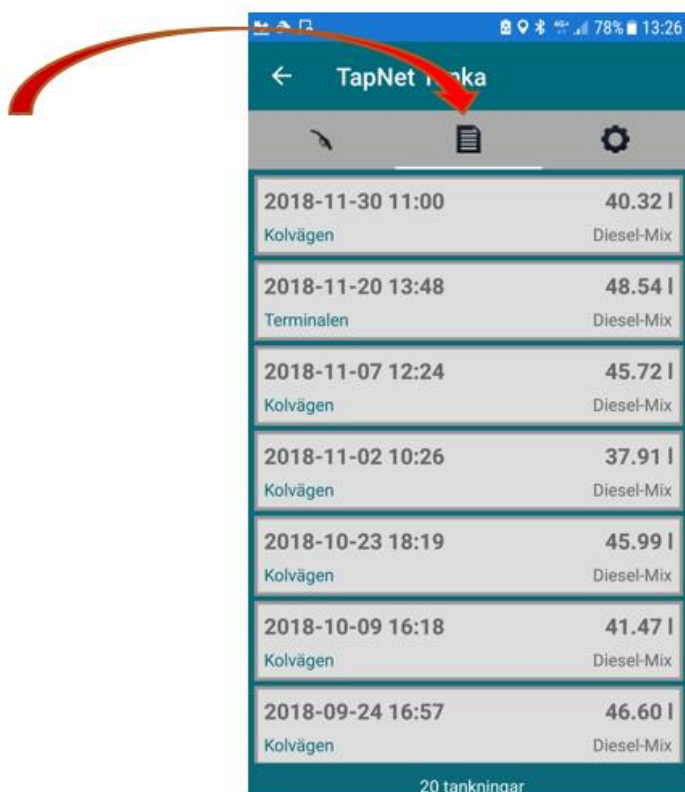 78% 13:26
TapNet Tanka
2018-11-30 11:00 40.32 l
Kolvägen Diesel-Mix
2018-11-20 13:48 48.54 l
Terminalen Diesel-Mix
2018-11-07 12:24 45.72 l
Kolvägen Diesel-Mix
2018-11-02 10:26 37.91 l
Kolvägen Diesel-Mix
2018-10-23 18:19 45.99 l
Kolvägen Diesel-Mix
2018-10-09 16:18 41.47 l
Kolvägen Diesel-Mix
2018-09-24 16:57 46.60 l
Kolvägen Diesel-Mix
20 tankningar